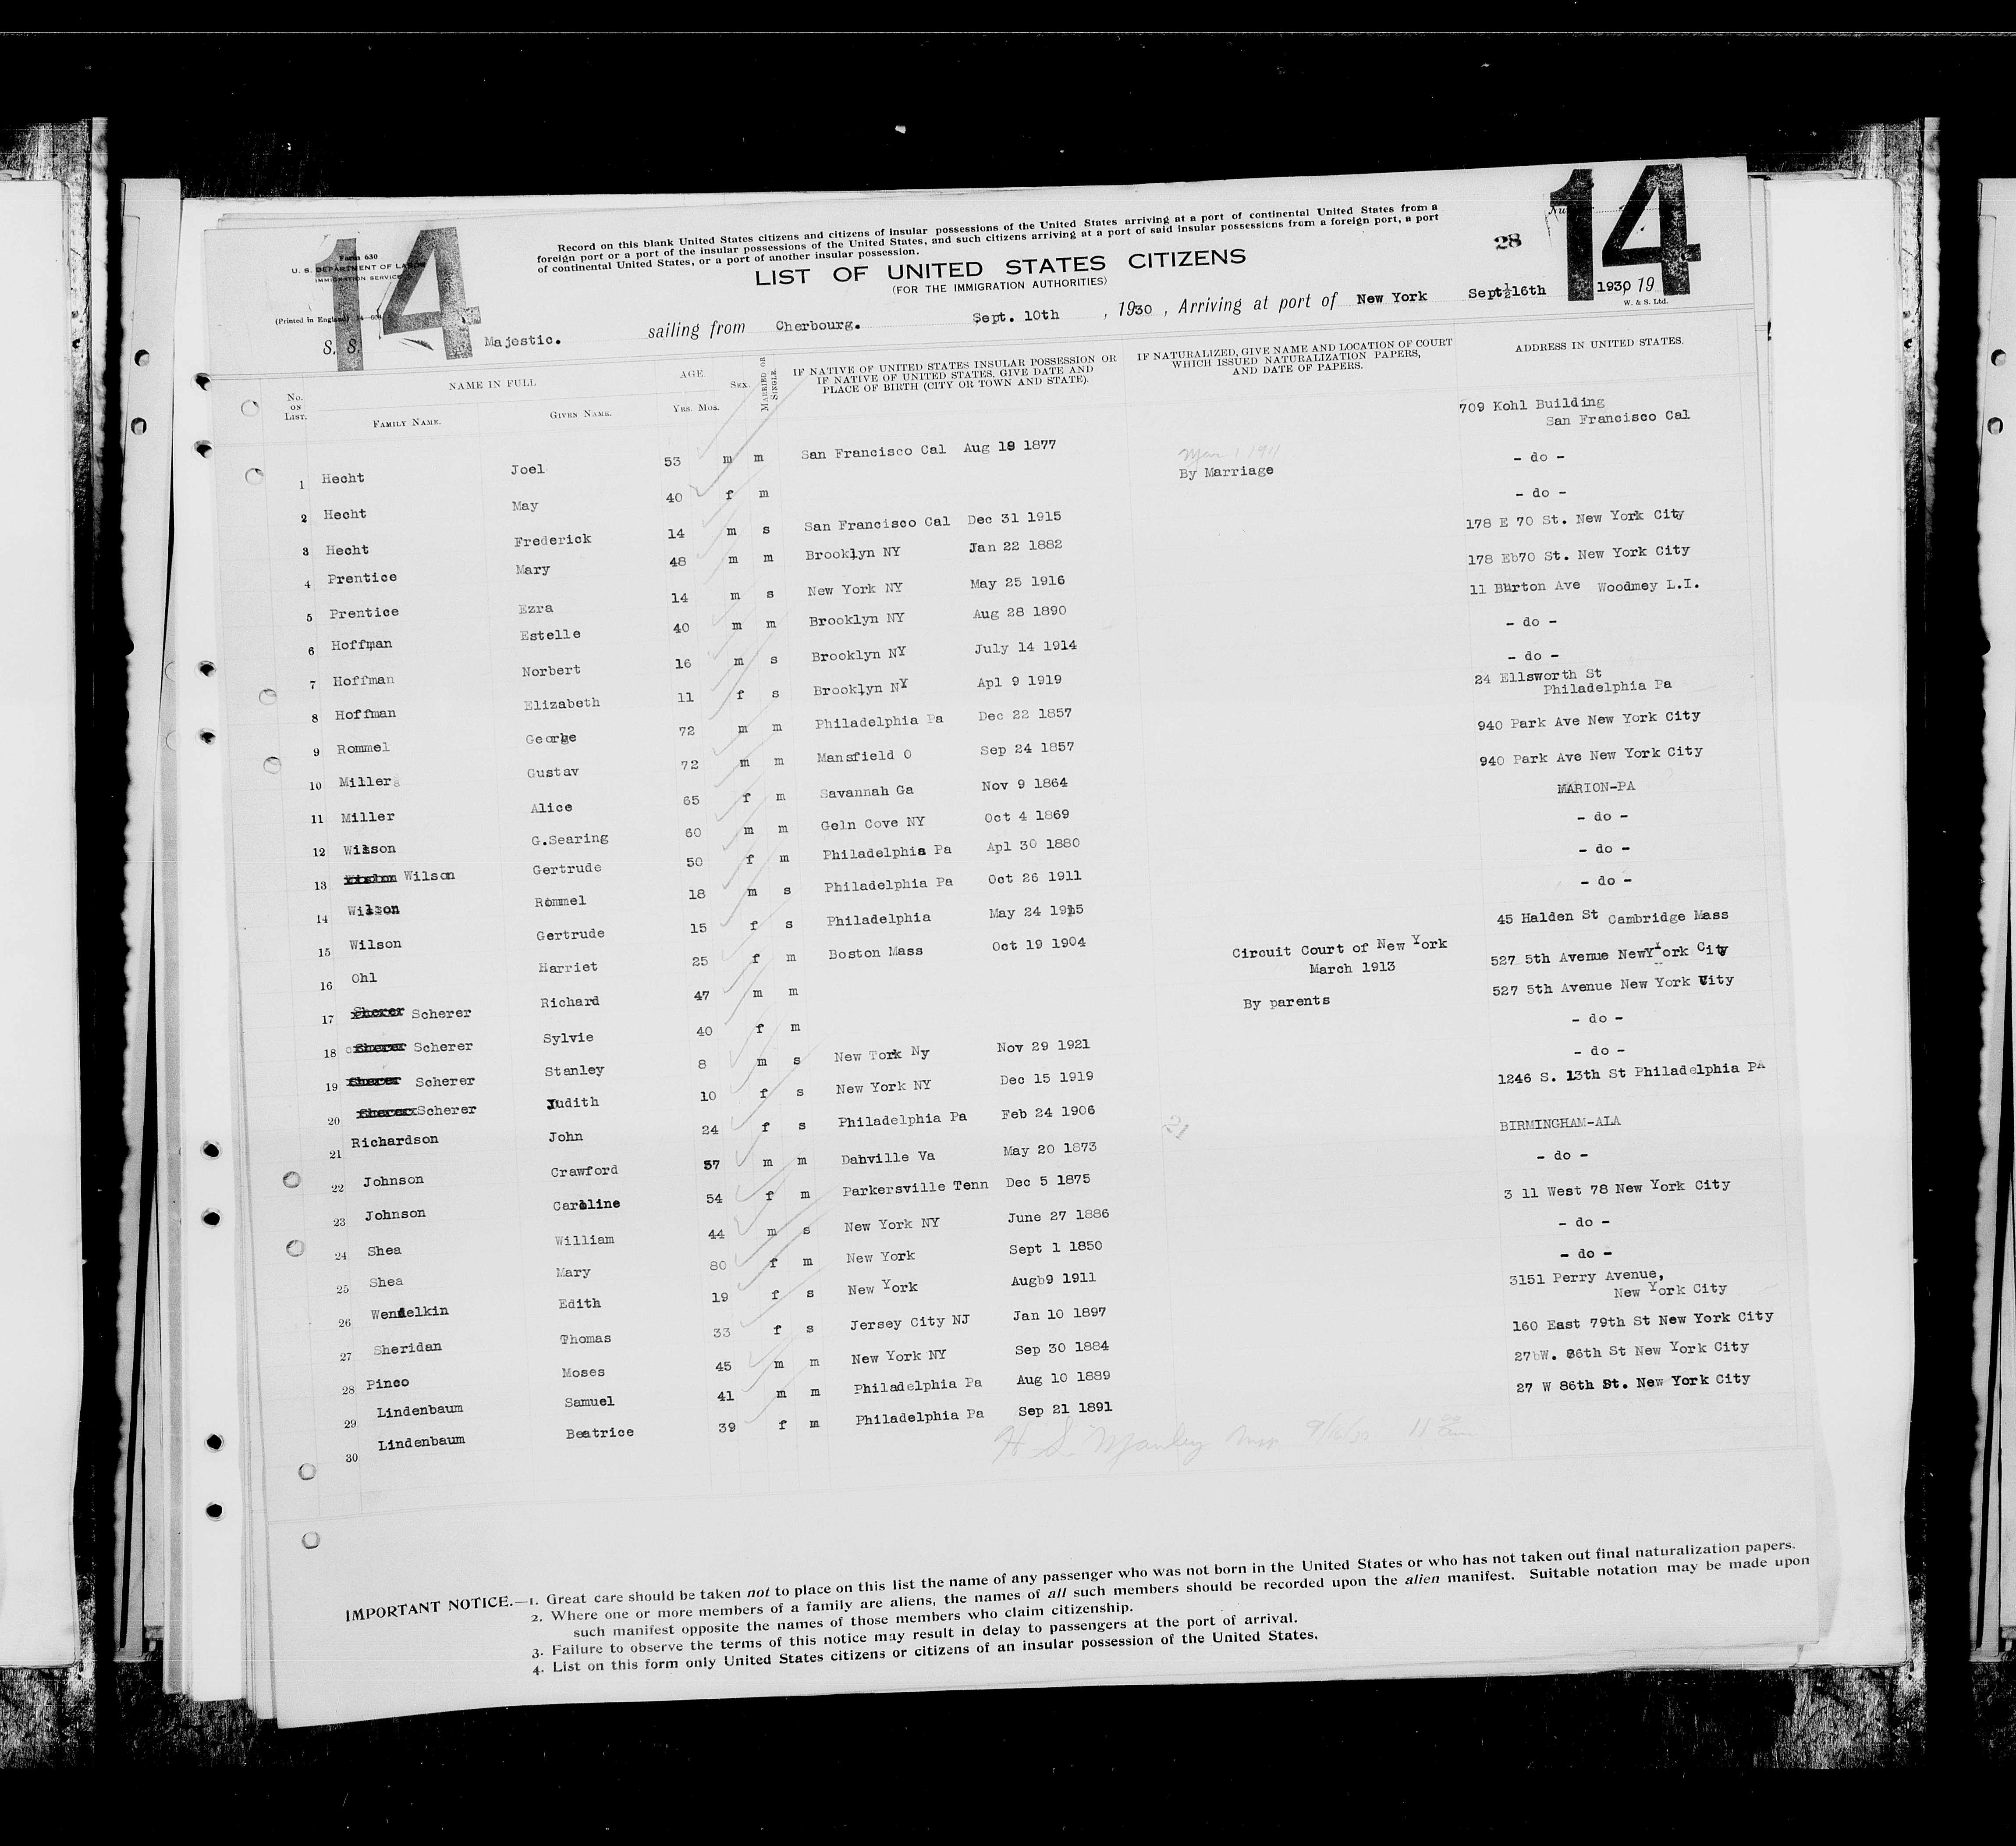 14
Form 630
U. S. DEPARTMENT OF LABOR
IMMIGRATION SERVICE
(Printed in England)
Record on this blank United States citizens and citizens of insular possessions of the United States arriving at a port of continental United States from a
foreign port or a port of the insular possessions of the United States, and such citizens arriving at a port of said insular possessions from a foreign port, a port
of continental United States, or a port of another insular possession.
28
14
LIST OF UNITED STATES CITIZENS
(FOR THE IMMIGRATION AUTHORITIES)
S. S. Majestic. sailing from Cherbourg. Sept. 10th, 1930, Arriving at port of New York Sept 16th 1930 19
W. & S. Ltd.
No. ON LIST. NAME IN FULL FAMILY NAME. GIVEN NAME. AGE YRS. MOS. SEX. MARRIED OR SINGLE. IF NATIVE OF UNITED STATES INSULAR POSSESSION OR IF NATIVE OF UNITED STATES, GIVE DATE AND PLACE OF BIRTH (CITY OR TOWN AND STATE). IF NATURALIZED, GIVE NAME AND LOCATION OF COURT WHICH ISSUED NATURALIZATION PAPERS, AND DATE OF PAPERS. ADDRESS IN UNITED STATES.
1 Hecht Joel 53 m m San Francisco Cal Aug 19 1877 709 Kohl Building San Francisco Cal
2 Hecht May 40 f m By Marriage - do -
3 Hecht Frederick 14 m s San Francisco Cal Dec 31 1915 - do -
4 Prentice Mary 48 m m Brooklyn NY Jan 22 1882 178 E 70 St. New York City
5 Prentice Ezra 14 m s New York NY May 25 1916 178 Eb70 St. New York City
6 Hoffman Estelle 40 m m Brooklyn NY Aug 28 1890 11 Burton Ave Woodmey L.I.
7 Hoffman Norbert 16 m s Brooklyn NY July 14 1914 - do -
8 Hoffman Elizabeth 11 f s Brooklyn NY Apl 9 1919 - do -
9 Rommel George 72 m m Philadelphia Pa Dec 22 1857 24 Ellsworth St Philadelphia Pa
10 Miller Gustav 72 m m Mansfield O Sep 24 1857 940 Park Ave New York City
11 Miller Alice 65 f m Savannah Ga Nov 9 1864 940 Park Ave New York City
12 Wilson G.Searing 60 m m Geln Cove NY Oct 4 1869 MARION-PA
13 Wilson Gertrude 50 f m Philadelphia Pa Apl 30 1880 - do -
14 Wilson Rommel 18 m s Philadelphia Pa Oct 26 1911 - do -
15 Wilson Gertrude 15 f s Philadelphia May 24 1915 - do -
16 Ohl Harriet 25 f m Boston Mass Oct 19 1904 45 Halden St Cambridge Mass
17 Sherer Scherer Richard 47 m m Circuit Court of New York March 1913 527 5th Avenue NewYork City
18 Sherer Scherer Sylvie 40 f m By parents 527 5th Avenue New York City
19 Sherer Scherer Stanley 8 m s New Tork Ny Nov 29 1921 - do -
20 Sherer Scherer Judith 10 f s New York NY Dec 15 1919 - do -
21 Richardson John 24 f s Philadelphia Pa Feb 24 1906 21 1246 S. 13th St Philadelphia PA
22 Johnson Crawford 57 m m Dahville Va May 20 1873 BIRMINGHAM-ALA
23 Johnson Caroline 54 f m Parkersville Tenn Dec 5 1875 - do -
24 Shea William 44 m s New York NY June 27 1886 3 11 West 78 New York City
25 Shea Mary 80 f m New York Sept 1 1850 - do -
26 Wendelkin Edith 19 f s New York Augb9 1911 - do -
27 Sheridan Thomas 33 f s Jersey City NJ Jan 10 1897 3151 Perry Avenue, New York City
28 Pinco Moses 45 m m New York NY Sep 30 1884 160 East 79th St New York City
29 Lindenbaum Samuel 41 m m Philadelphia Pa Aug 10 1889 27bW. 86th St New York City
30 Lindenbaum Beatrice 39 f m Philadelphia Pa Sep 21 1891 27 W 86th St. New York City
IMPORTANT NOTICE.—1. Great care should be taken not to place on this list the name of any passenger who was not born in the United States or who has not taken out final naturalization papers.
2. Where one or more members of a family are aliens, the names of all such members should be recorded upon the alien manifest. Suitable notation may be made upon
such manifest opposite the names of those members who claim citizenship.
3. Failure to observe the terms of this notice may result in delay to passengers at the port of arrival.
4. List on this form only United States citizens or citizens of an insular possession of the United States.